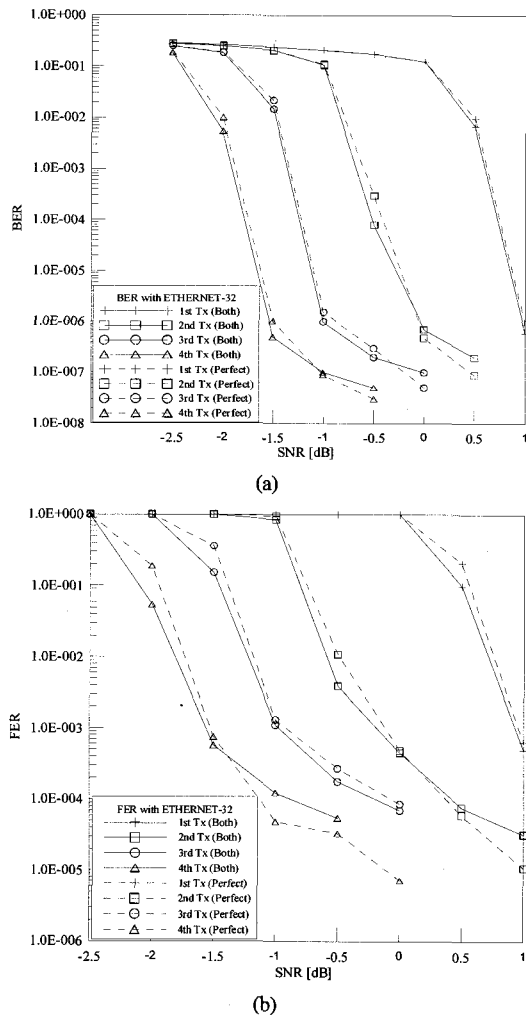 1.0E+000
1.0E-001
1.0E-002
1.0E-003
1.0E-004
1.0E-005
1.0E-006
1.0E-007
1.0E-008
BER
BER with ETHERNET-32
1st Tx (Both)
2nd Tx (Both)
3rd Tx (Both)
4th Tx (Both)
1st Tx (Perfect)
2nd Tx (Perfect)
3rd Tx (Perfect)
4th Tx (Perfect)
-2.5 -2 -1.5 -1 -0.5 0 0.5 1
SNR [dB]
(a)
1.0E+000
1.0E-001
1.0E-002
1.0E-003
1.0E-004
1.0E-005
1.0E-006
FER
FER with ETHERNET-32
1st Tx (Both)
2nd Tx (Both)
3rd Tx (Both)
4th Tx (Both)
1st Tx (Perfect)
2nd Tx (Perfect)
3rd Tx (Perfect)
4th Tx (Perfect)
-2.5 -2 -1.5 -1 -0.5 0 0.5 1
SNR [dB]
(b)